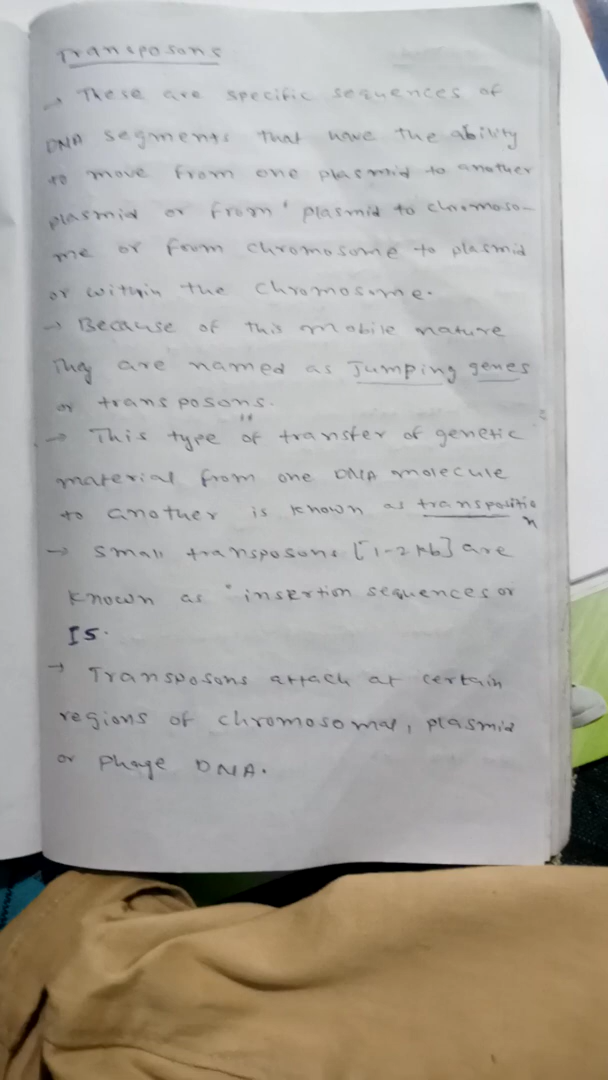 Transposons
→ These are specific sequences of
DNA segments that have the ability
to move from one plasmid to another
plasmid or from plasmid to chromoso-
me or from chromosome to plasmid
or within the chromosome.
→ Because of this mobile nature
They are named as Jumping genes
or transposons.
→ This type of transfer of genetic
material from one DNA molecule
to another is known as transpositio
n
→ Small transposons [1-2 kb] are
known as insertion sequences or
IS.
→ Transposons attach at certain
regions of chromosomal, plasmid
or Phage DNA.